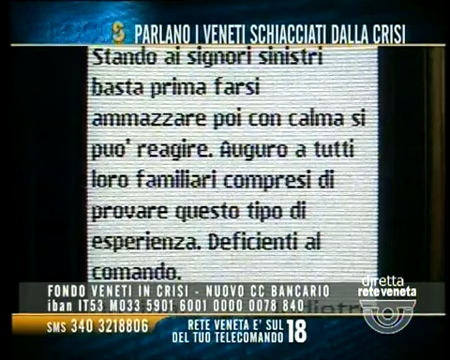 PARLANO I VENETI SCHIACCIATI DALLA CRISI
Stando ai signori sinistri
basta prima farsi
ammazzare poi con calma si
puo' reagire. Auguro a tutti
loro familiari compresi di
provare questo tipo di
esperienza. Deficienti al
comando.
FONDO VENETI IN CRISI - NUOVO CC BANCARIO
iban IT53 M033 5901 6001 0000 0078 840
diretta
reteveneta
SMS 340 3218806
RETE VENETA E' SUL
DEL TUO TELECOMANDO 18